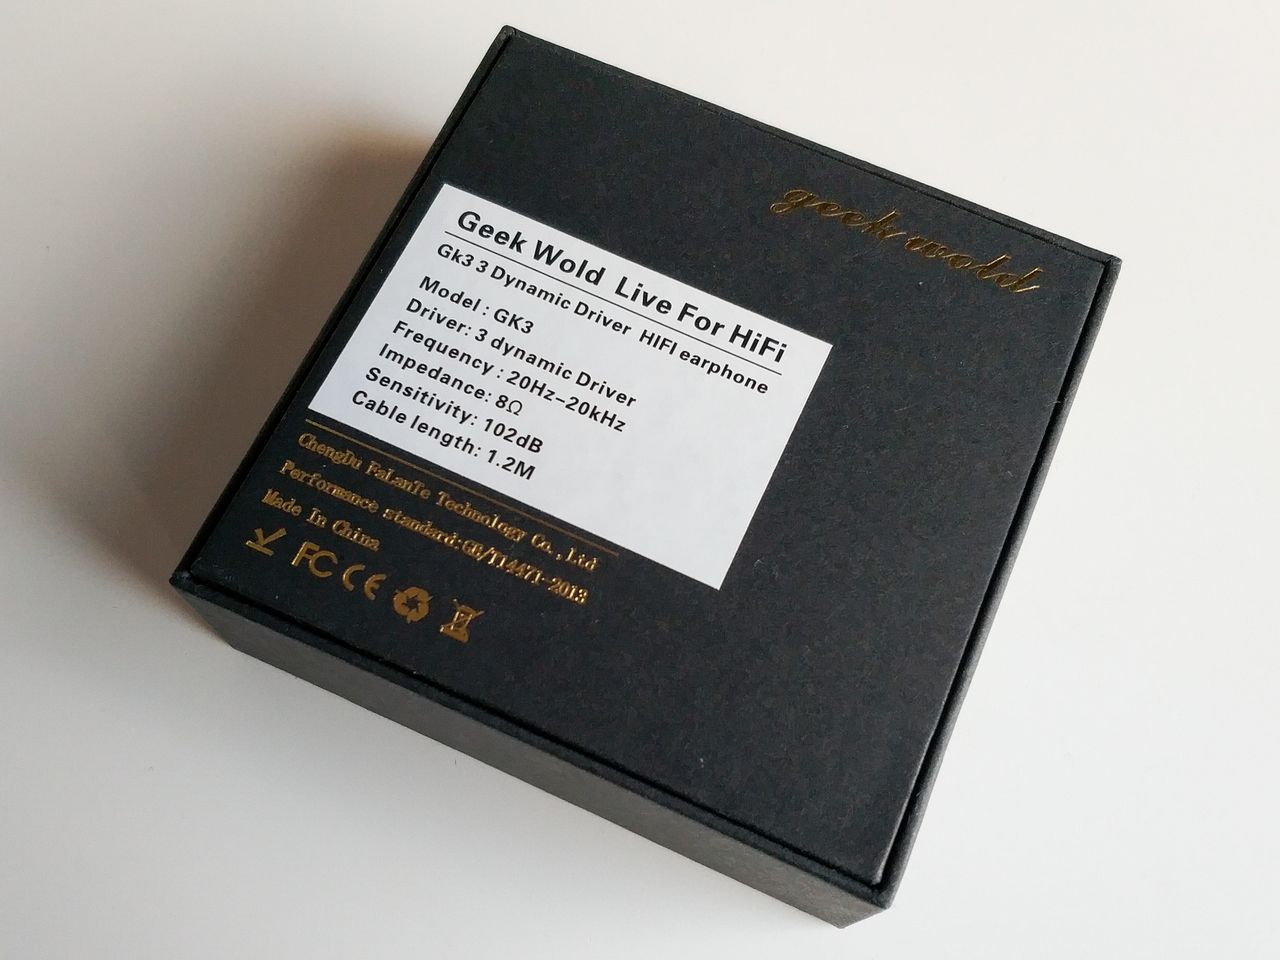 geek wold
Geek Wold Live For HiFi
Gk3 3 Dynamic Driver HIFI earphone
Model : GK3
Driver: 3 dynamic Driver
Frequency : 20Hz-20kHz
Impedance: 8Ω
Sensitivity: 102dB
Cable length: 1.2M
ChengDu FaLanTe Technology Co.,Ltd
Performance standard:GB/T14471-2013
Made In China
FC CE